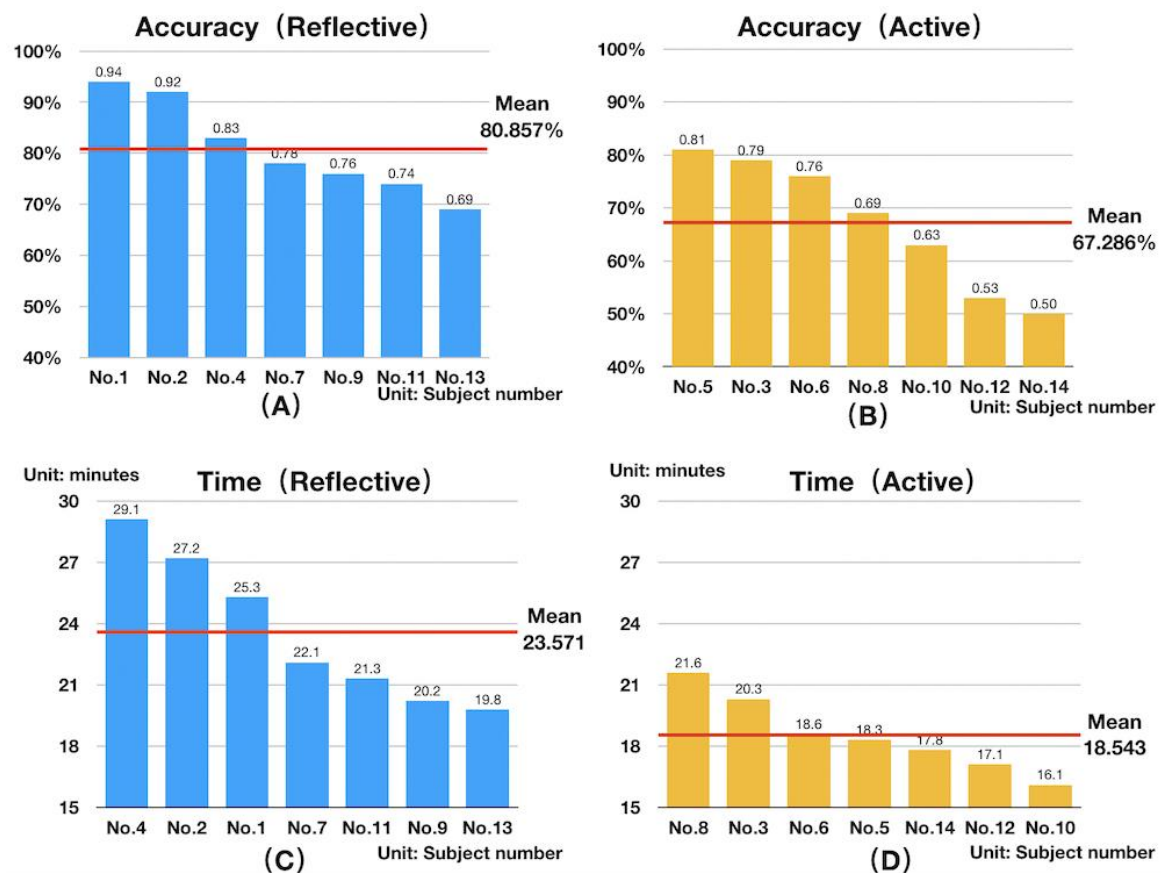 Accuracy（Reflective）
100%
90%
80%
70%
60%
50%
40%
0.94
0.92
0.83
0.78
0.76
0.74
0.69
Mean
80.857%
No.1 No.2 No.4 No.7 No.9 No.11 No.13
Unit: Subject number
（A）
Accuracy（Active）
100%
90%
80%
70%
60%
50%
40%
0.81
0.79
0.76
0.69
0.63
0.53
0.50
Mean
67.286%
No.5 No.3 No.6 No.8 No.10 No.12 No.14
Unit: Subject number
（B）
Unit: minutes
Time（Reflective）
30
27
24
21
18
15
29.1
27.2
25.3
22.1
21.3
20.2
19.8
Mean
23.571
No.4 No.2 No.1 No.7 No.11 No.9 No.13
Unit: Subject number
（C）
Unit: minutes
Time（Active）
30
27
24
21
18
15
21.6
20.3
18.6
18.3
17.8
17.1
16.1
Mean
18.543
No.8 No.3 No.6 No.5 No.14 No.12 No.10
Unit: Subject number
（D）